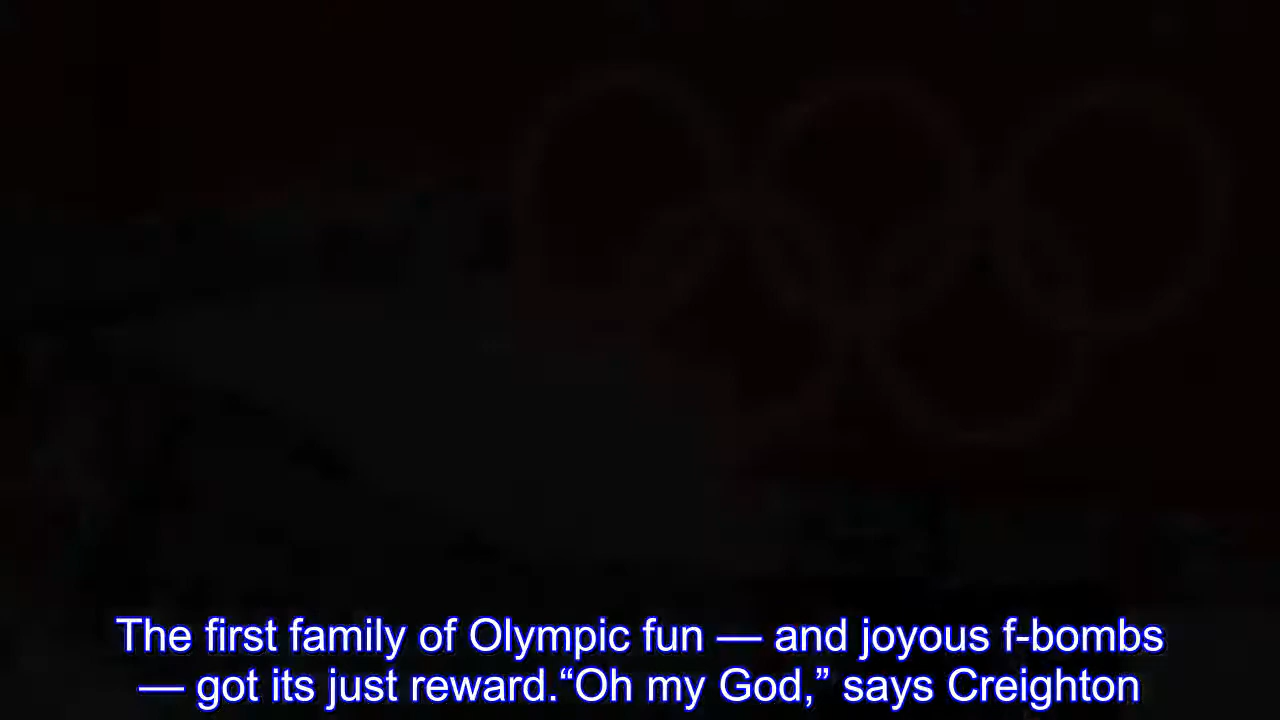 The first family of Olympic fun — and joyous f-bombs
— got its just reward.“Oh my God,” says Creighton